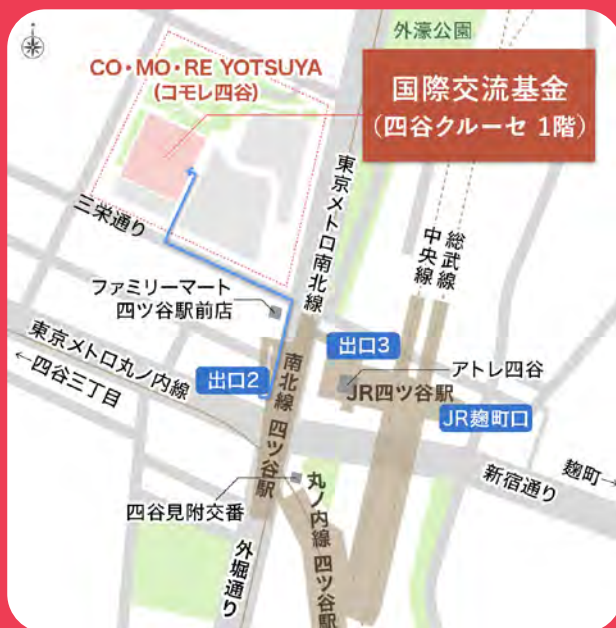 外濠公園
CO・MO・RE YOTSUYA
(コモレ四谷)
国際交流基金
(四谷クルーセ 1階)
三栄通り
東京メトロ南北線
総武線
中央線
ファミリーマート
四ツ谷駅前店
東京メトロ丸ノ内線
←四谷三丁目
出口2
出口3
アトレ四谷
JR四ツ谷駅
JR麹町口
南北線 四ツ谷駅
麹町→
新宿通り
四谷見附交番
丸ノ内線 四ツ谷駅
外堀通り